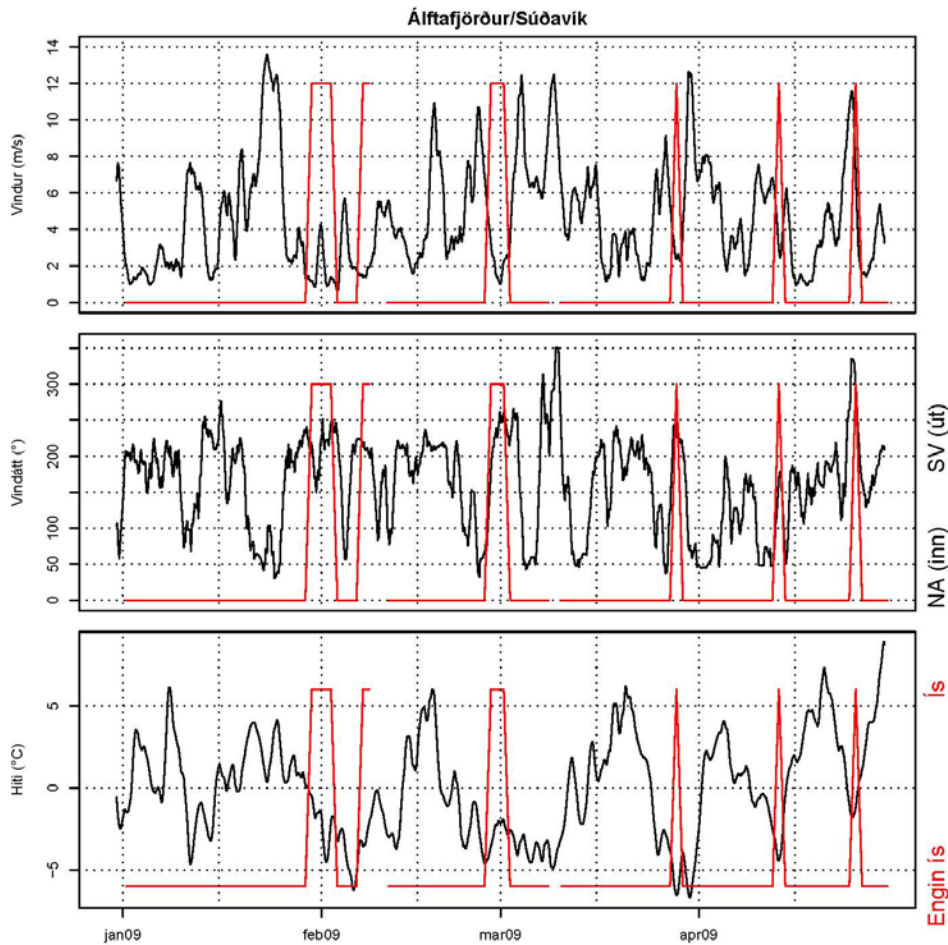 Álftafjörður/Súðavík
14
12
10
8
6
4
2
0
Vindur (m/s)
300
200
100
50
0
Vindátt (°)
SV (út)
NA (inn)
5
0
−5
Hiti (°C)
Ís
Engin ís
jan09 feb09 mar09 apr09